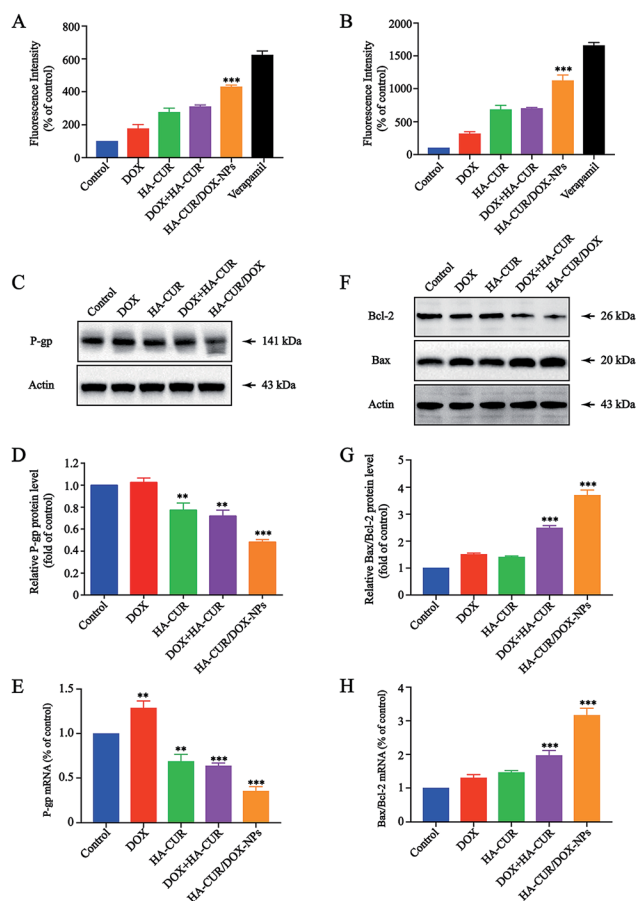 A
Fluorescence Intensity
(% of control)
800
600
400
200
0
***
Control
DOX
HA-CUR
DOX+HA-CUR
HA-CUR/DOX-NPs
Verapamil
B
Fluorescence Intensity
(% of control)
2000
1500
1000
500
0
***
Control
DOX
HA-CUR
DOX+HA-CUR
HA-CUR/DOX-NPs
Verapamil
C
Control
DOX
HA-CUR
DOX+HA-CUR
HA-CUR/DOX
P-gp
141 kDa
Actin
43 kDa
F
Control
DOX
HA-CUR
DOX+HA-CUR
HA-CUR/DOX
Bcl-2
26 kDa
Bax
20 kDa
Actin
43 kDa
D
Relative P-gp protein level
(fold of control)
1.2
1.0
0.8
0.6
0.4
0.2
0
**
**
***
Control
DOX
HA-CUR
DOX+HA-CUR
HA-CUR/DOX-NPs
G
Relative Bax/Bcl-2 protein level
(fold of control)
5
4
3
2
1
0
***
***
Control
DOX
HA-CUR
DOX+HA-CUR
HA-CUR/DOX-NPs
E
P-gp mRNA (% of control)
1.5
1.0
0.5
0
**
**
***
***
Control
DOX
HA-CUR
DOX+HA-CUR
HA-CUR/DOX-NPs
H
Bax/Bcl-2 mRNA (% of control)
4
3
2
1
0
***
***
Control
DOX
HA-CUR
DOX+HA-CUR
HA-CUR/DOX-NPs